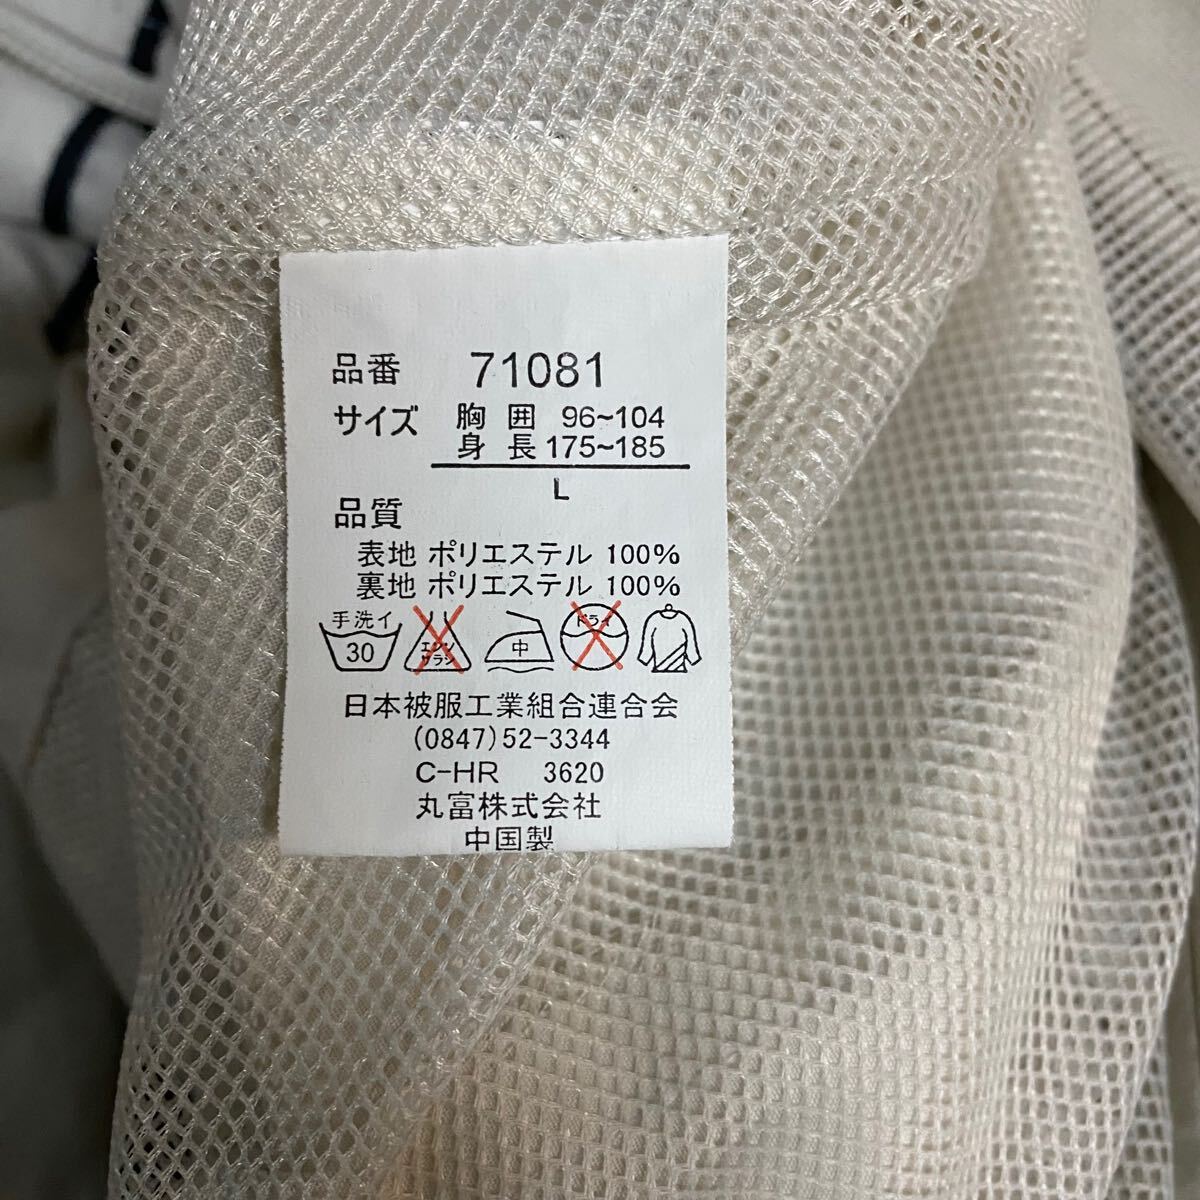 品番 71081
サイズ 胸囲 96~104
身長 175~185
L
品質
表地 ポリエステル 100%
裏地 ポリエステル 100%
手洗イ 30 エンソ サラシ 中 ドライ
日本被服工業組合連合会
(0847)52-3344
C-HR 3620
丸富株式会社
中国製